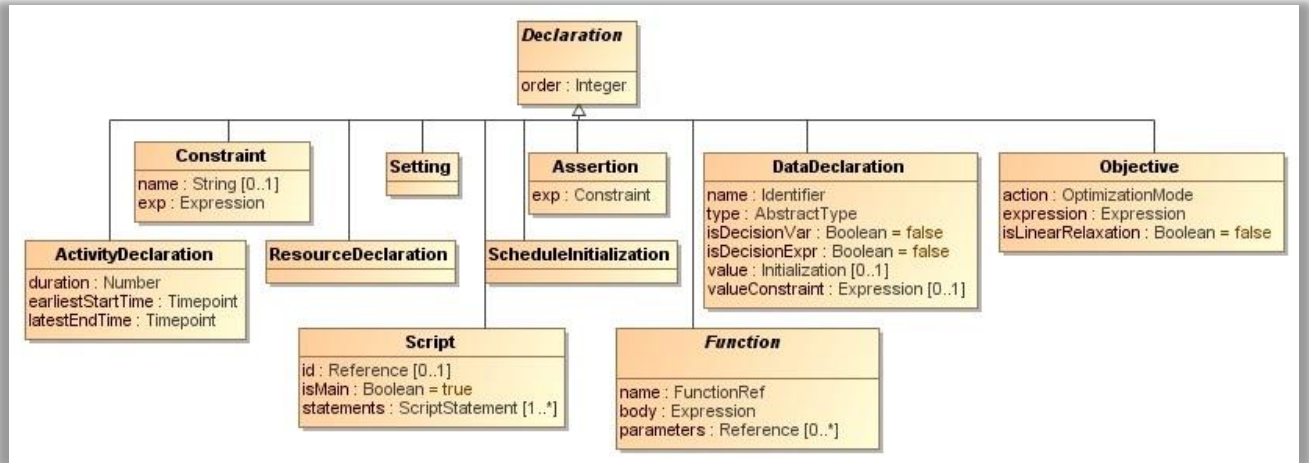 Declaration
order : Integer
Constraint
name : String [0..1]
exp : Expression
Setting
Assertion
exp : Constraint
DataDeclaration
name : Identifier
type : AbstractType
isDecisionVar : Boolean = false
isDecisionExpr : Boolean = false
value : Initialization [0..1]
valueConstraint : Expression [0..1]
Objective
action : OptimizationMode
expression : Expression
isLinearRelaxation : Boolean = false
ActivityDeclaration
duration : Number
earliestStartTime : Timepoint
latestEndTime : Timepoint
ResourceDeclaration
ScheduleInitialization
Script
id : Reference [0..1]
isMain : Boolean = true
statements : ScriptStatement [1..*]
Function
name : FunctionRef
body : Expression
parameters : Reference [0..*]